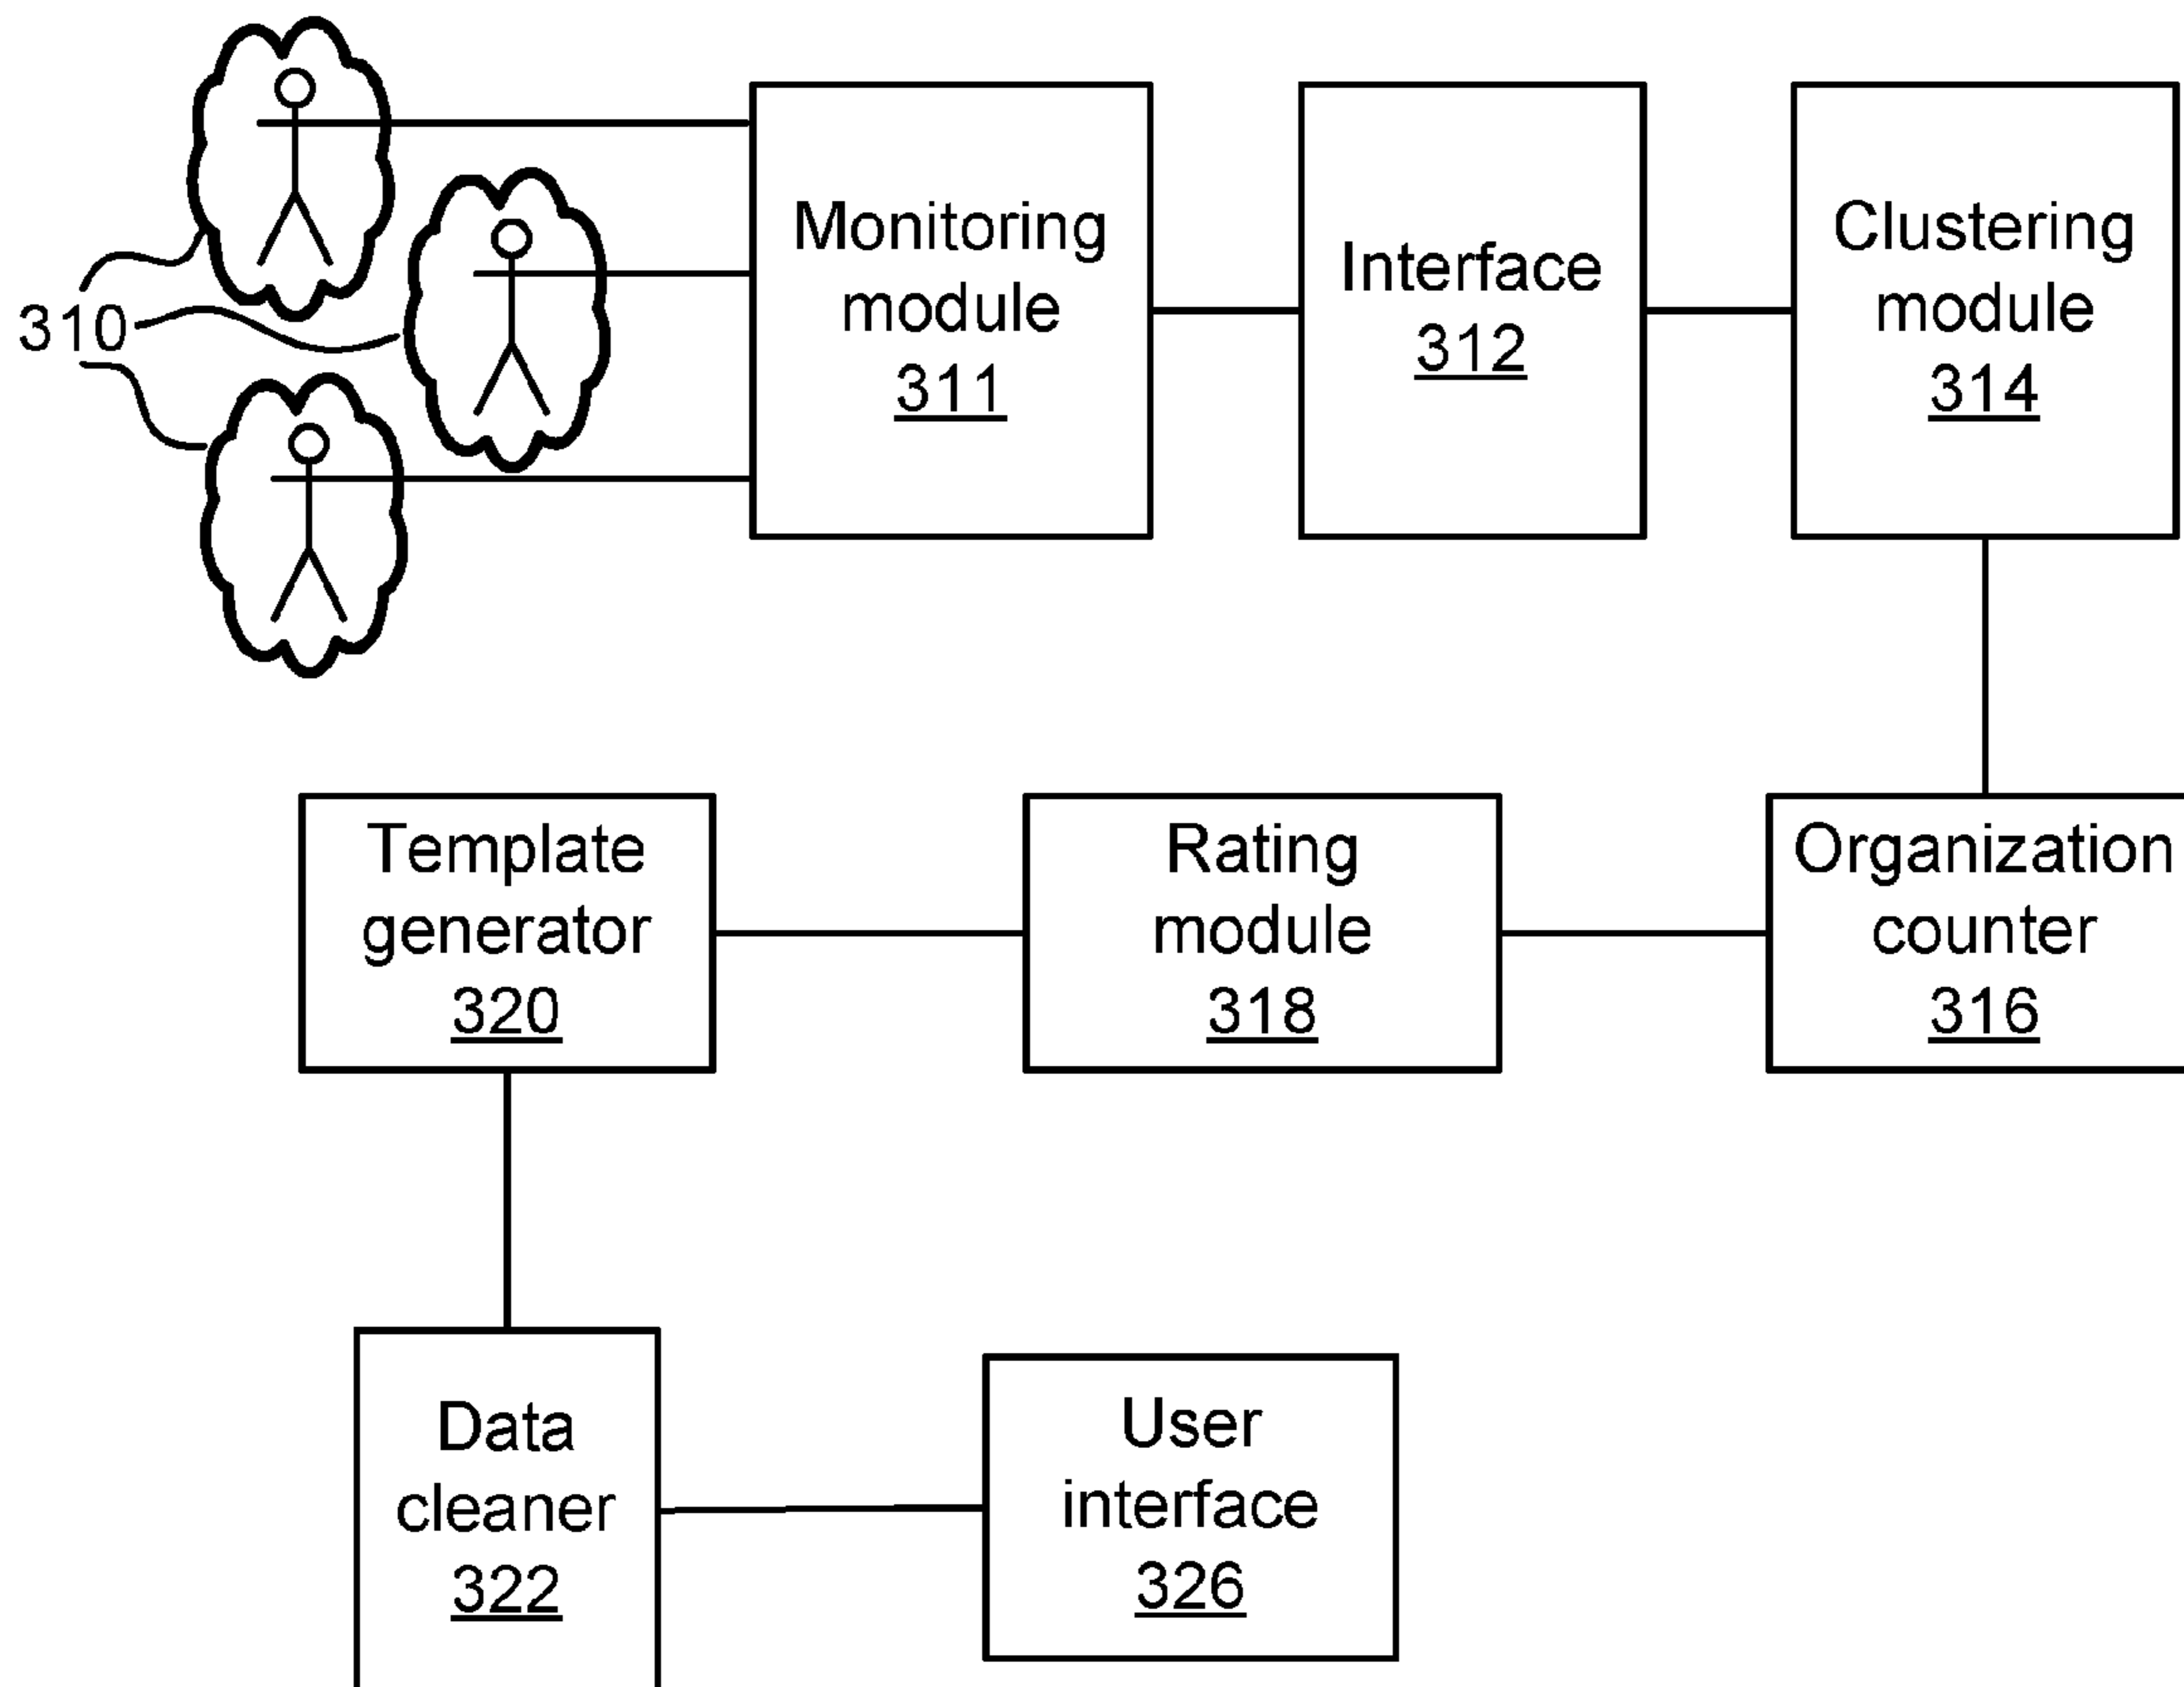 310
Monitoring
module
311
Interface
312
Clustering
module
314
Template
generator
320
Rating
module
318
Organization
counter
316
Data
cleaner
322
User
interface
326